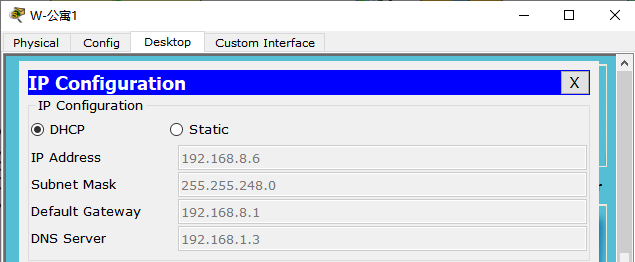 W-公寓1
Physical Config Desktop Custom Interface
IP Configuration X
IP Configuration
DHCP Static
IP Address 192.168.8.6
Subnet Mask 255.255.248.0
Default Gateway 192.168.8.1
DNS Server 192.168.1.3